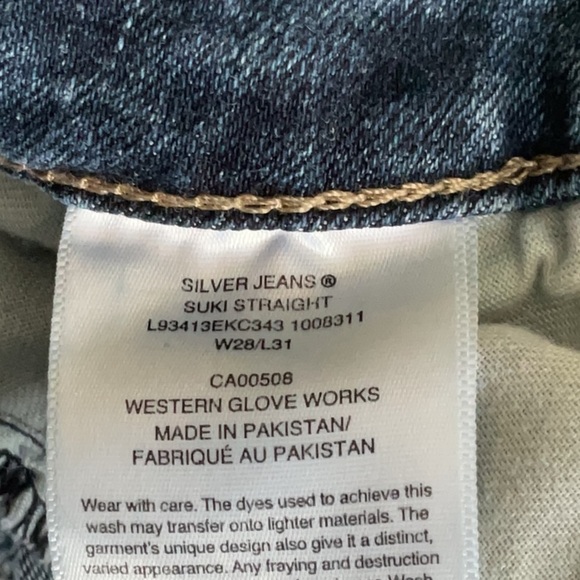 SILVER JEANS ®
SUKI STRAIGHT
L93413EKC343 1008311
W28/L31
CA00508
WESTERN GLOVE WORKS
MADE IN PAKISTAN/
FABRIQUÉ AU PAKISTAN
Wear with care. The dyes used to achieve this
wash may transfer onto lighter materials. The
garment's unique design also give it a distinct,
varied appearance. Any fraying and destruction
Wash